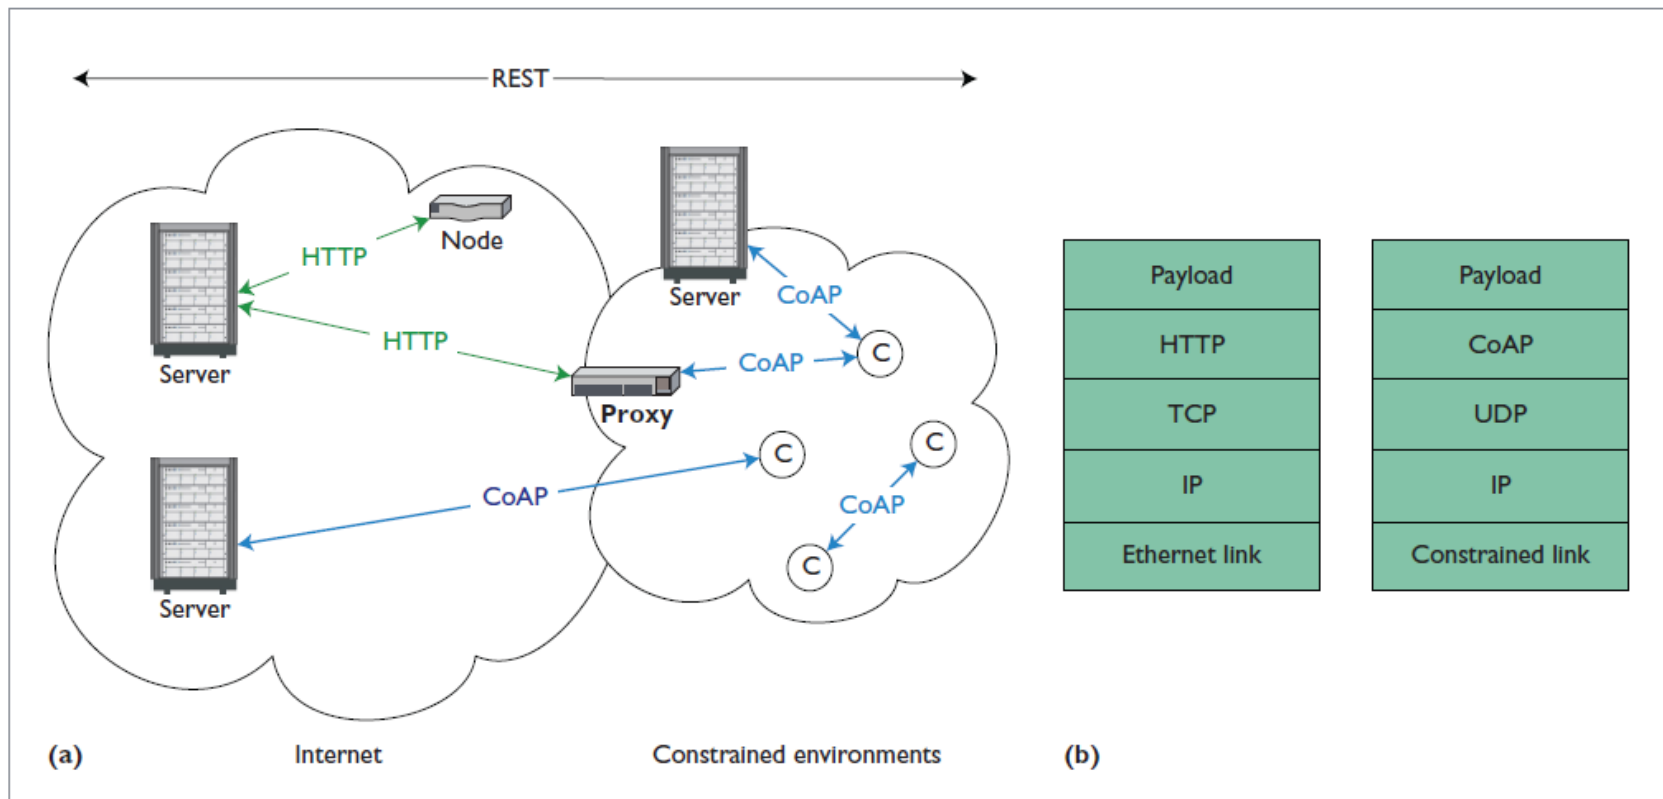 REST
Node
HTTP
Server
HTTP
Server
CoAP
CoAP
C
Proxy
C
C
CoAP
CoAP
C
Server
(a)
Internet
Constrained environments
Payload
HTTP
TCP
IP
Ethernet link
Payload
CoAP
UDP
IP
Constrained link
(b)